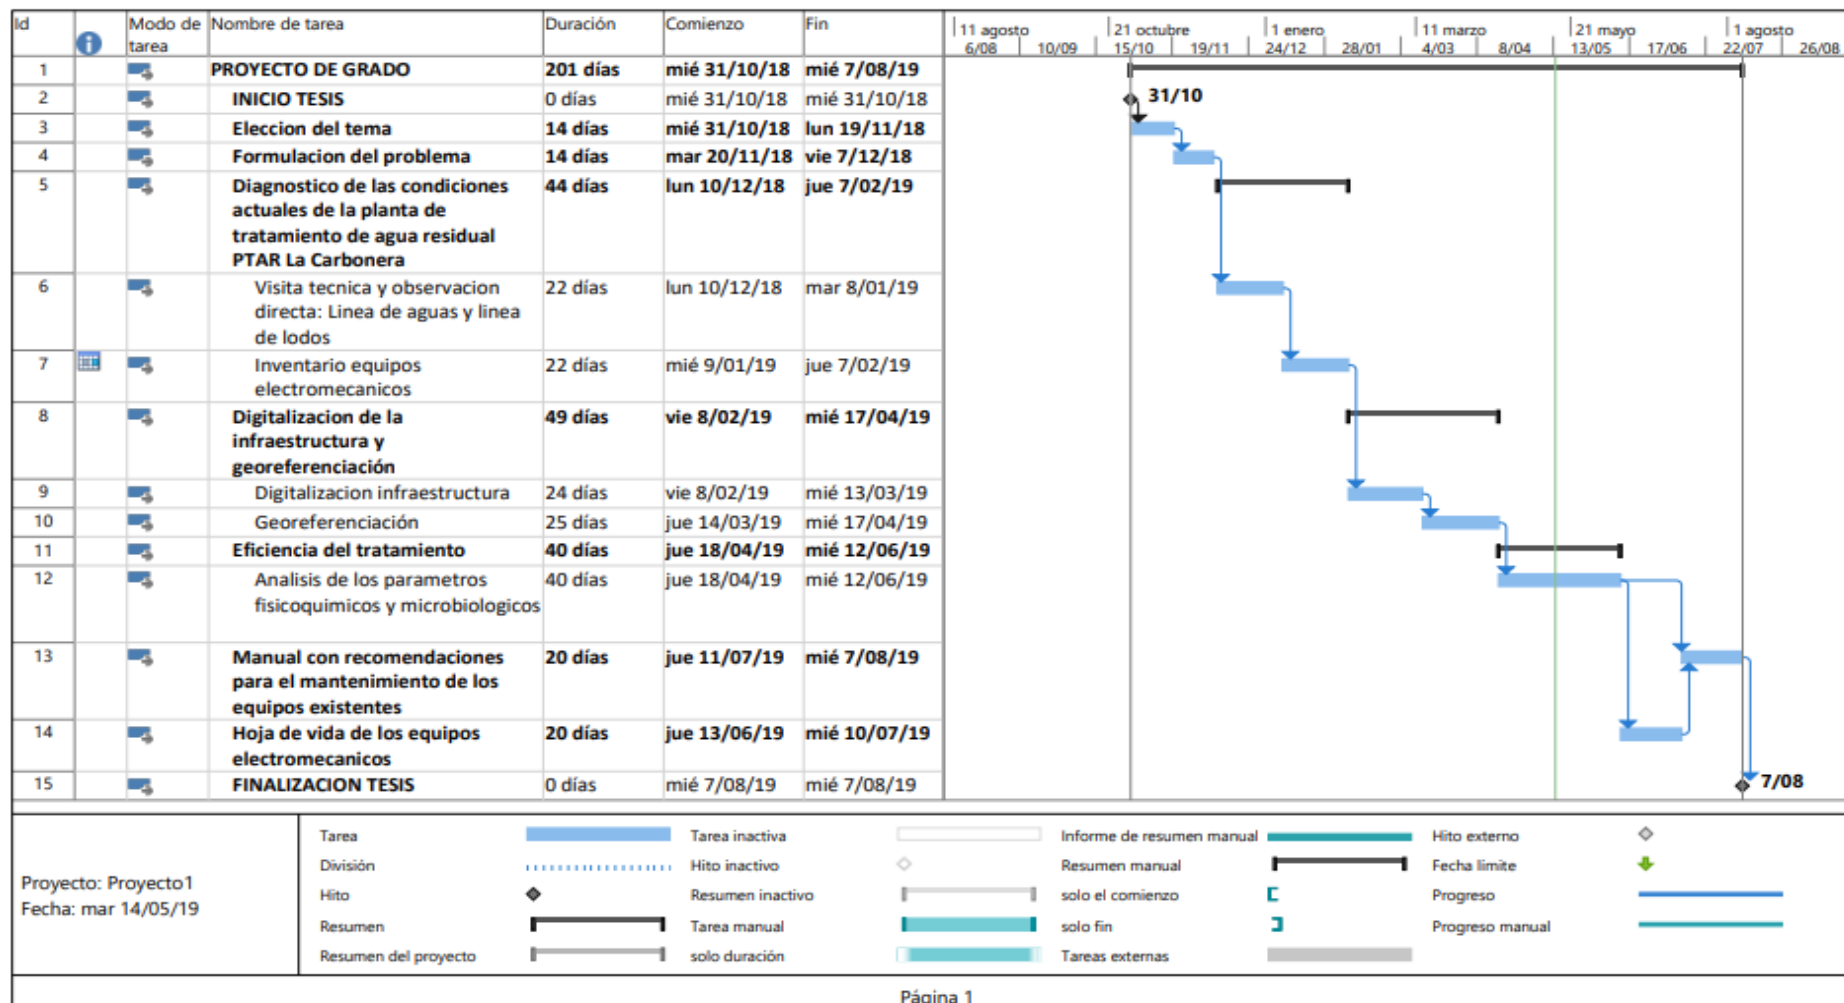 Id Modo de Nombre de tarea Duración Comienzo Fin
tarea
11 agosto 21 octubre 1 enero 11 marzo 21 mayo 1 agosto
6/08 10/09 15/10 19/11 24/12 28/01 4/03 8/04 13/05 17/06 22/07 26/08
1 PROYECTO DE GRADO 201 días mié 31/10/18 mié 7/08/19
2 INICIO TESIS 0 días mié 31/10/18 mié 31/10/18 31/10
3 Eleccion del tema 14 días mié 31/10/18 lun 19/11/18
4 Formulacion del problema 14 días mar 20/11/18 vie 7/12/18
5 Diagnostico de las condiciones 44 días lun 10/12/18 jue 7/02/19
actuales de la planta de
tratamiento de agua residual
PTAR La Carbonera
6 Visita tecnica y observacion 22 días lun 10/12/18 mar 8/01/19
directa: Linea de aguas y linea
de lodos
7 Inventario equipos 22 días mié 9/01/19 jue 7/02/19
electromecanicos
8 Digitalizacion de la 49 días vie 8/02/19 mié 17/04/19
infraestructura y
georeferenciación
9 Digitalizacion infraestructura 24 días vie 8/02/19 mié 13/03/19
10 Georeferenciación 25 días jue 14/03/19 mié 17/04/19
11 Eficiencia del tratamiento 40 días jue 18/04/19 mié 12/06/19
12 Analisis de los parametros 40 días jue 18/04/19 mié 12/06/19
fisicoquimicos y microbiologicos
13 Manual con recomendaciones 20 días jue 11/07/19 mié 7/08/19
para el mantenimiento de los
equipos existentes
14 Hoja de vida de los equipos 20 días jue 13/06/19 mié 10/07/19
electromecanicos
15 FINALIZACION TESIS 0 días mié 7/08/19 mié 7/08/19 7/08
Proyecto: Proyecto1
Fecha: mar 14/05/19
Tarea Tarea inactiva Informe de resumen manual Hito externo
División Hito inactivo Resumen manual Fecha límite
Hito Resumen inactivo solo el comienzo Progreso
Resumen Tarea manual solo fin Progreso manual
Resumen del proyecto solo duración Tareas externas
Página 1